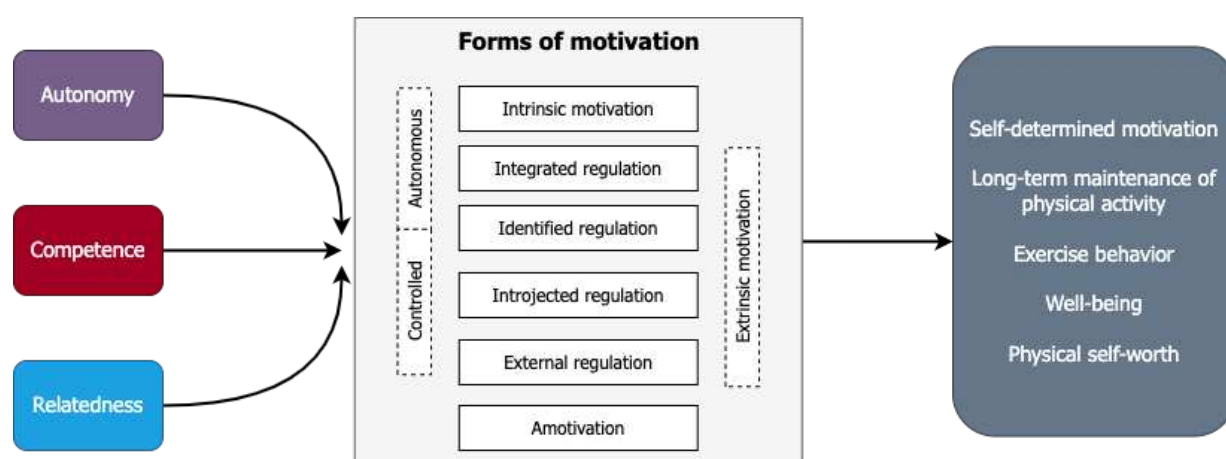 Forms of motivation
Autonomy
Competence
Relatedness
Autonomous
Controlled
Intrinsic motivation
Integrated regulation
Identified regulation
Introjected regulation
External regulation
Amotivation
Extrinsic motivation
Self-determined motivation
Long-term maintenance of
physical activity
Exercise behavior
Well-being
Physical self-worth